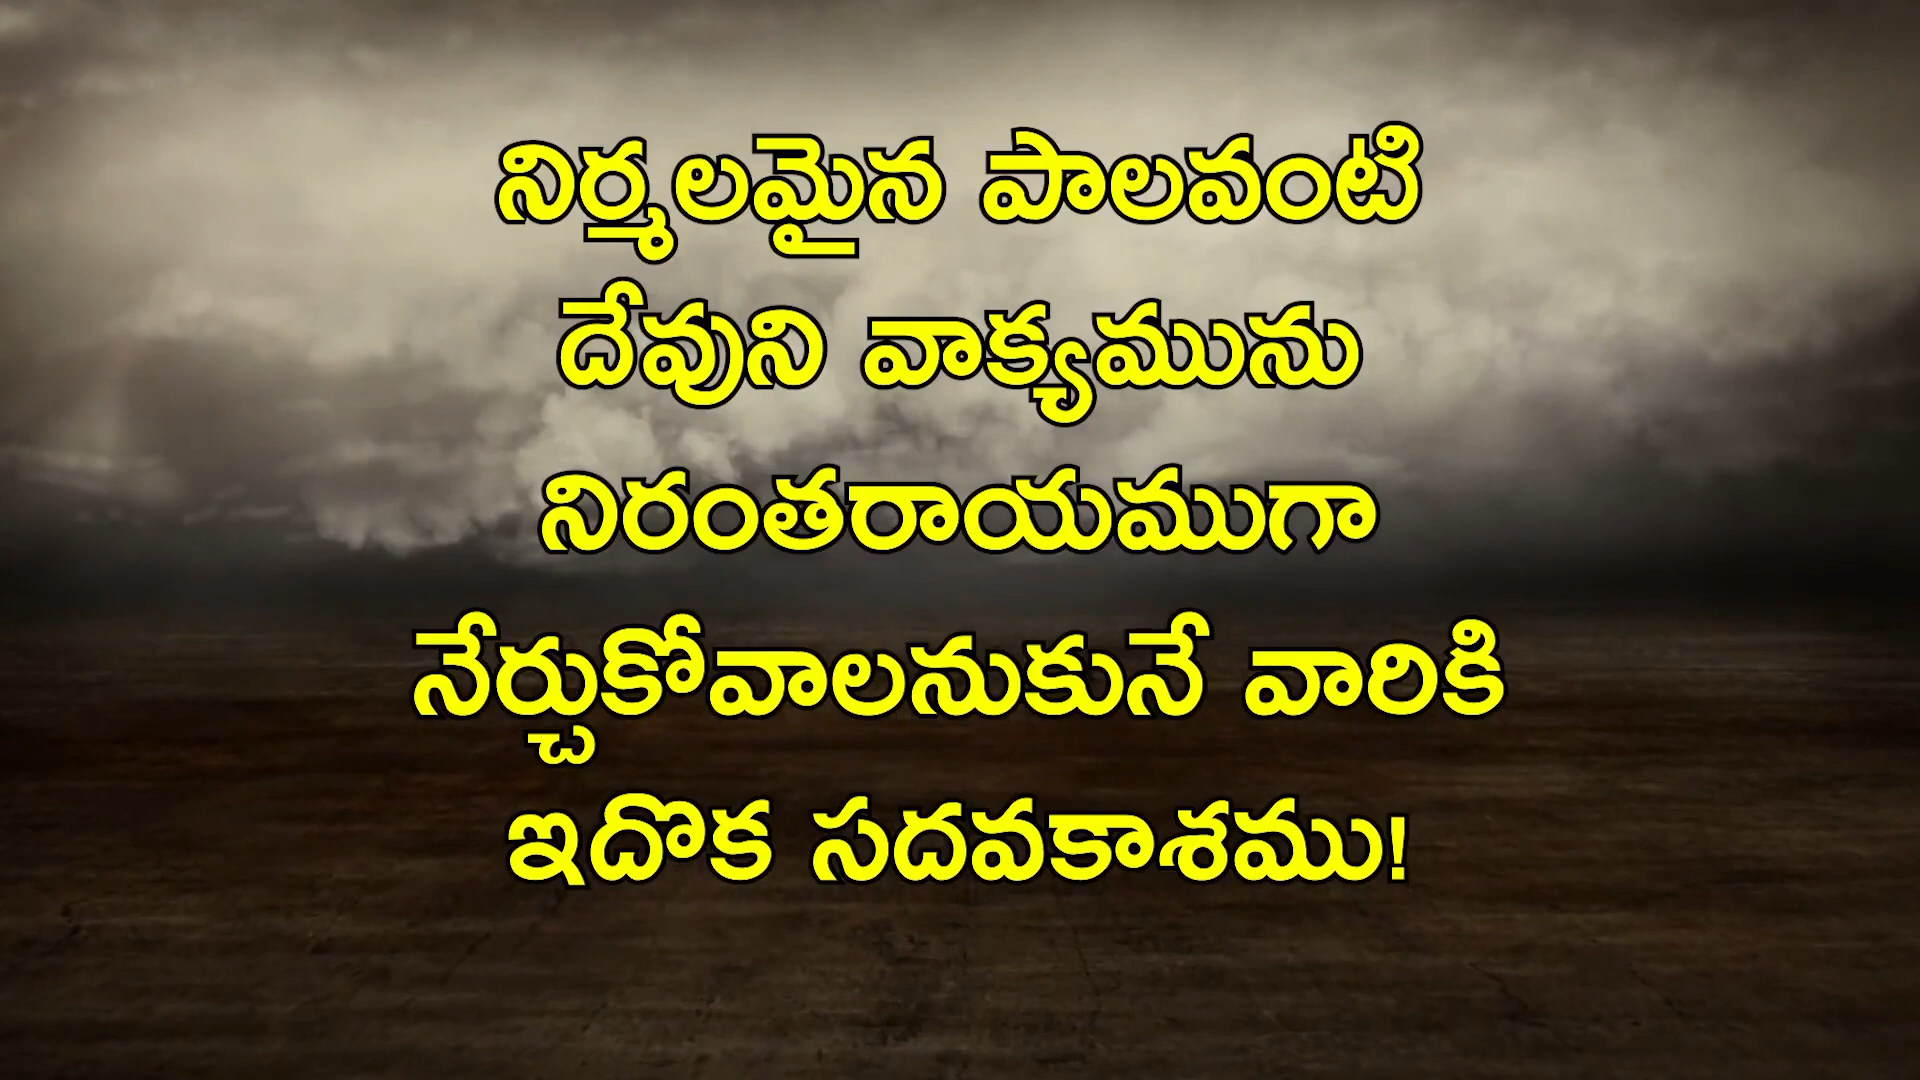 నిర్మలమైన పాలవంటి
దేవుని వాక్యమును
నిరంతరాయముగా
నేర్చుకోవాలనుకునే వారికి
ఇదొక సదవకాశము!